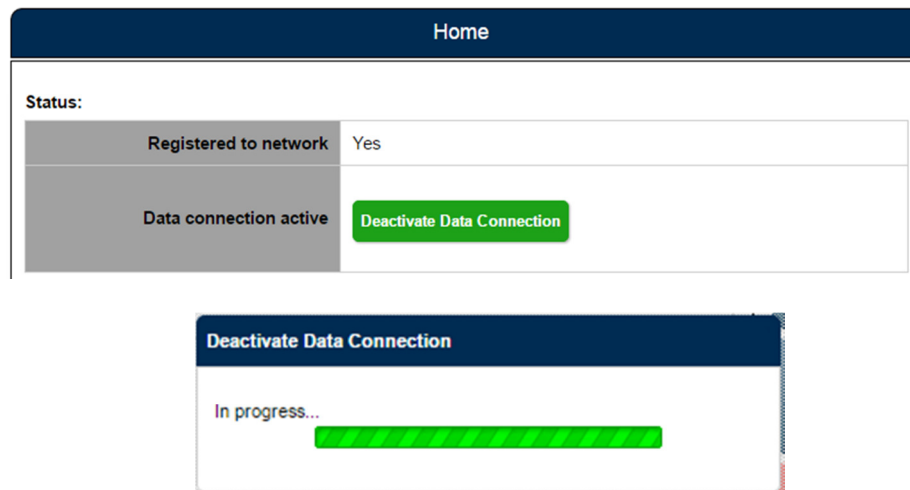 Home
Status:
Registered to network Yes
Data connection active Deactivate Data Connection
Deactivate Data Connection
In progress...